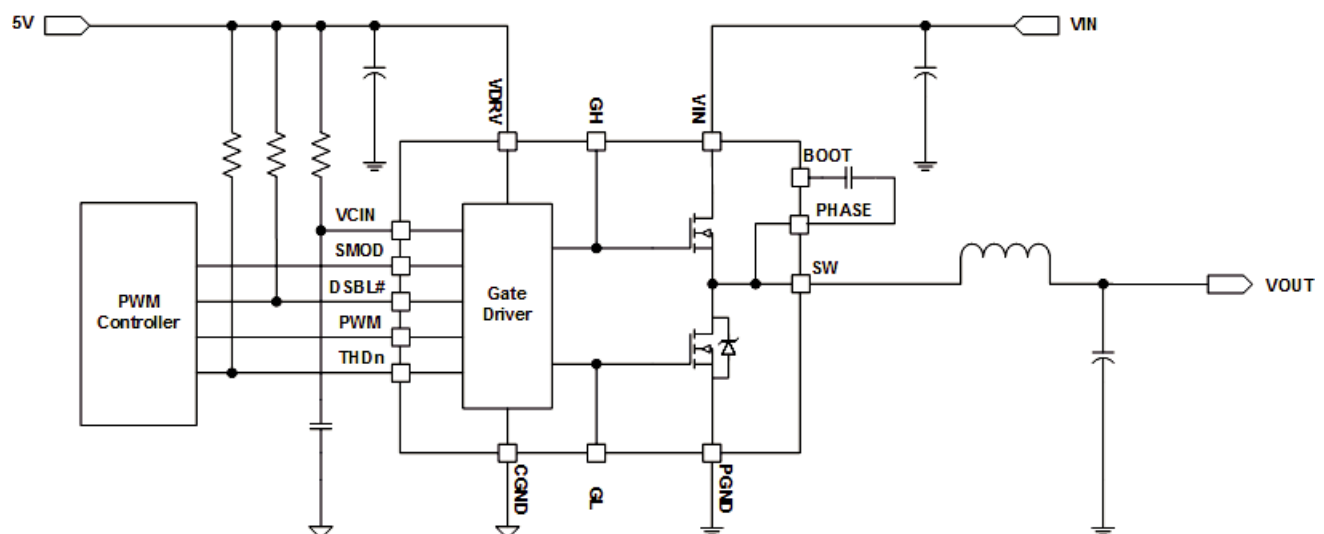 5V
VIN
VDRV
GH
VIN
BOOT
PHASE
VCIN
SMOD
SW
DSBL#
PWM
Controller
Gate
Driver
VOUT
PWM
THDn
CGND
GL
PGND